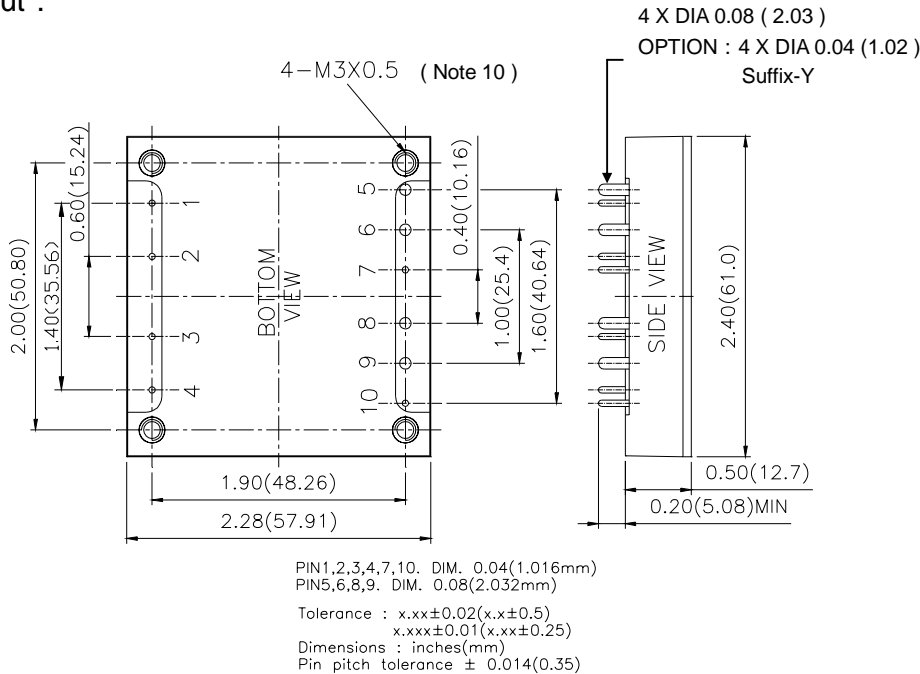 ut :
4 X DIA 0.08 ( 2.03 )
OPTION : 4 X DIA 0.04 (1.02 )
Suffix-Y
4-M3X0.5 ( Note 10 )
2.00(50.80)
1.40(35.56)
0.60(15.24)
1
2
3
4
BOTTOM
VIEW
5
6
7
8
9
10
0.40(10.16)
1.00(25.4)
1.60(40.64)
SIDE VIEW
2.40(61.0)
1.90(48.26)
2.28(57.91)
0.50(12.7)
0.20(5.08)MIN
PIN1,2,3,4,7,10. DIM. 0.04(1.016mm)
PIN5,6,8,9. DIM. 0.08(2.032mm)
Tolerance : x.xx±0.02(x.x±0.5)
x.xxx±0.01(x.xx±0.25)
Dimensions : inches(mm)
Pin pitch tolerance ± 0.014(0.35)